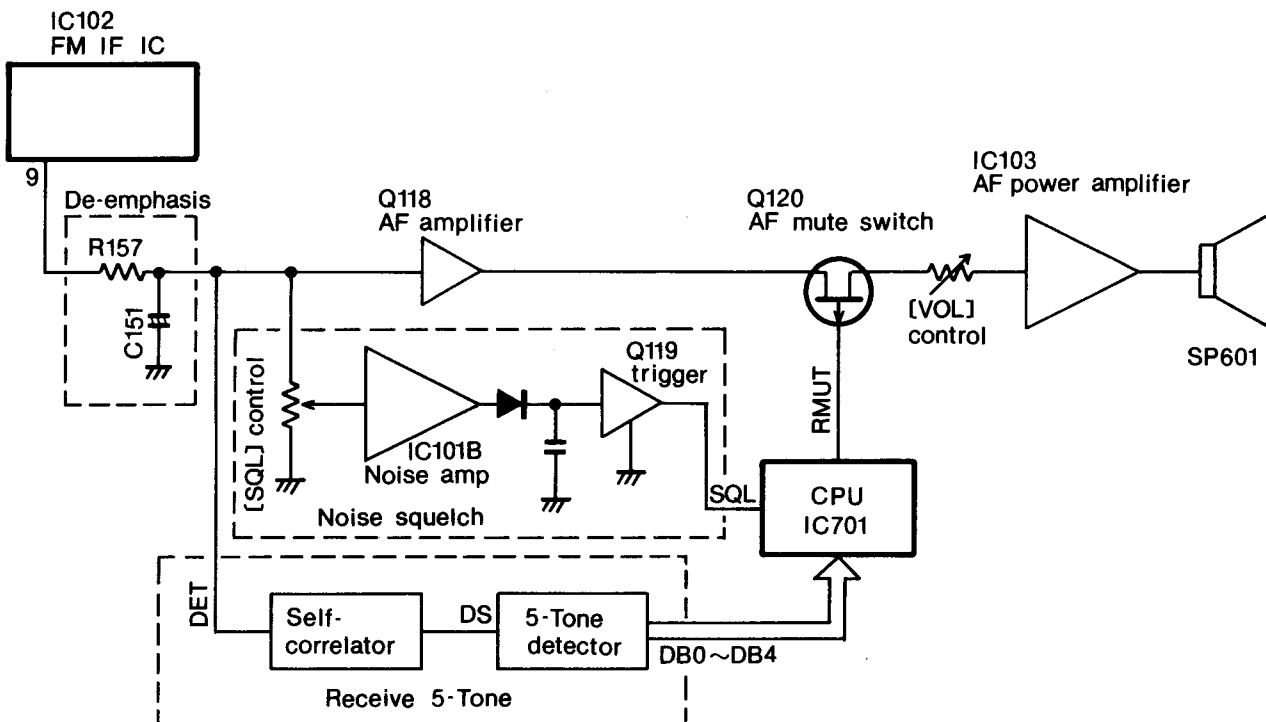 IC102
FM IF IC
9
De-emphasis
R157
C151
Q118
AF amplifier
Q120
AF mute switch
IC103
AF power amplifier
[VOL]
control
SP601
[SQL] control
IC101B
Noise amp
Q119
trigger
Noise squelch
SQL
RMUT
CPU
IC701
DET
Self-
correlator
DS
5-Tone
detector
DB0~DB4
Receive 5-Tone